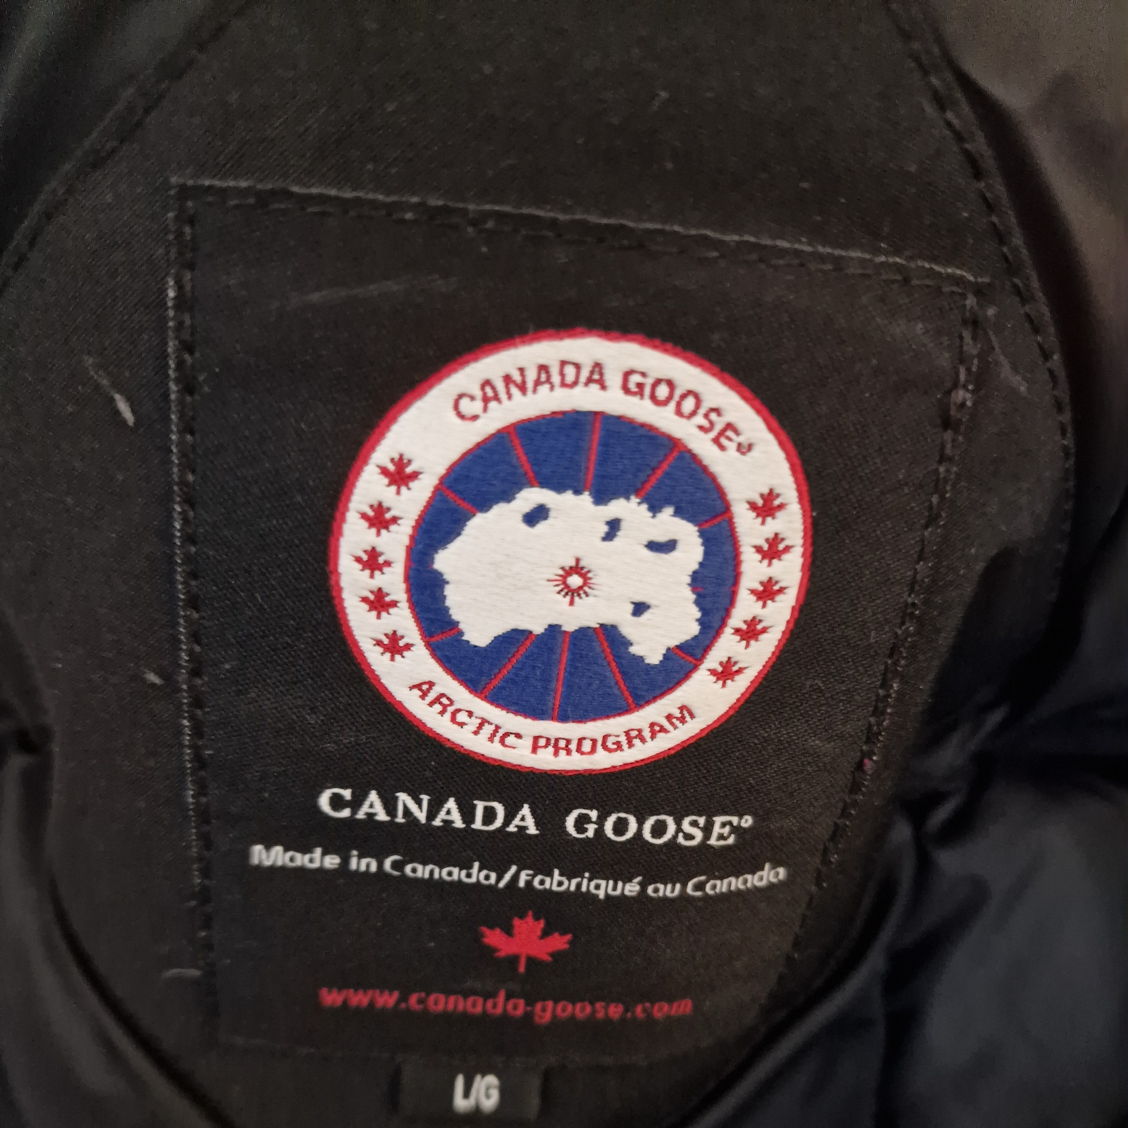 CANADA GOOSE®
ARCTIC PROGRAM
CANADA GOOSE®
Made in Canada/Fabriqué au Canada
www.canada-goose.com
L/G